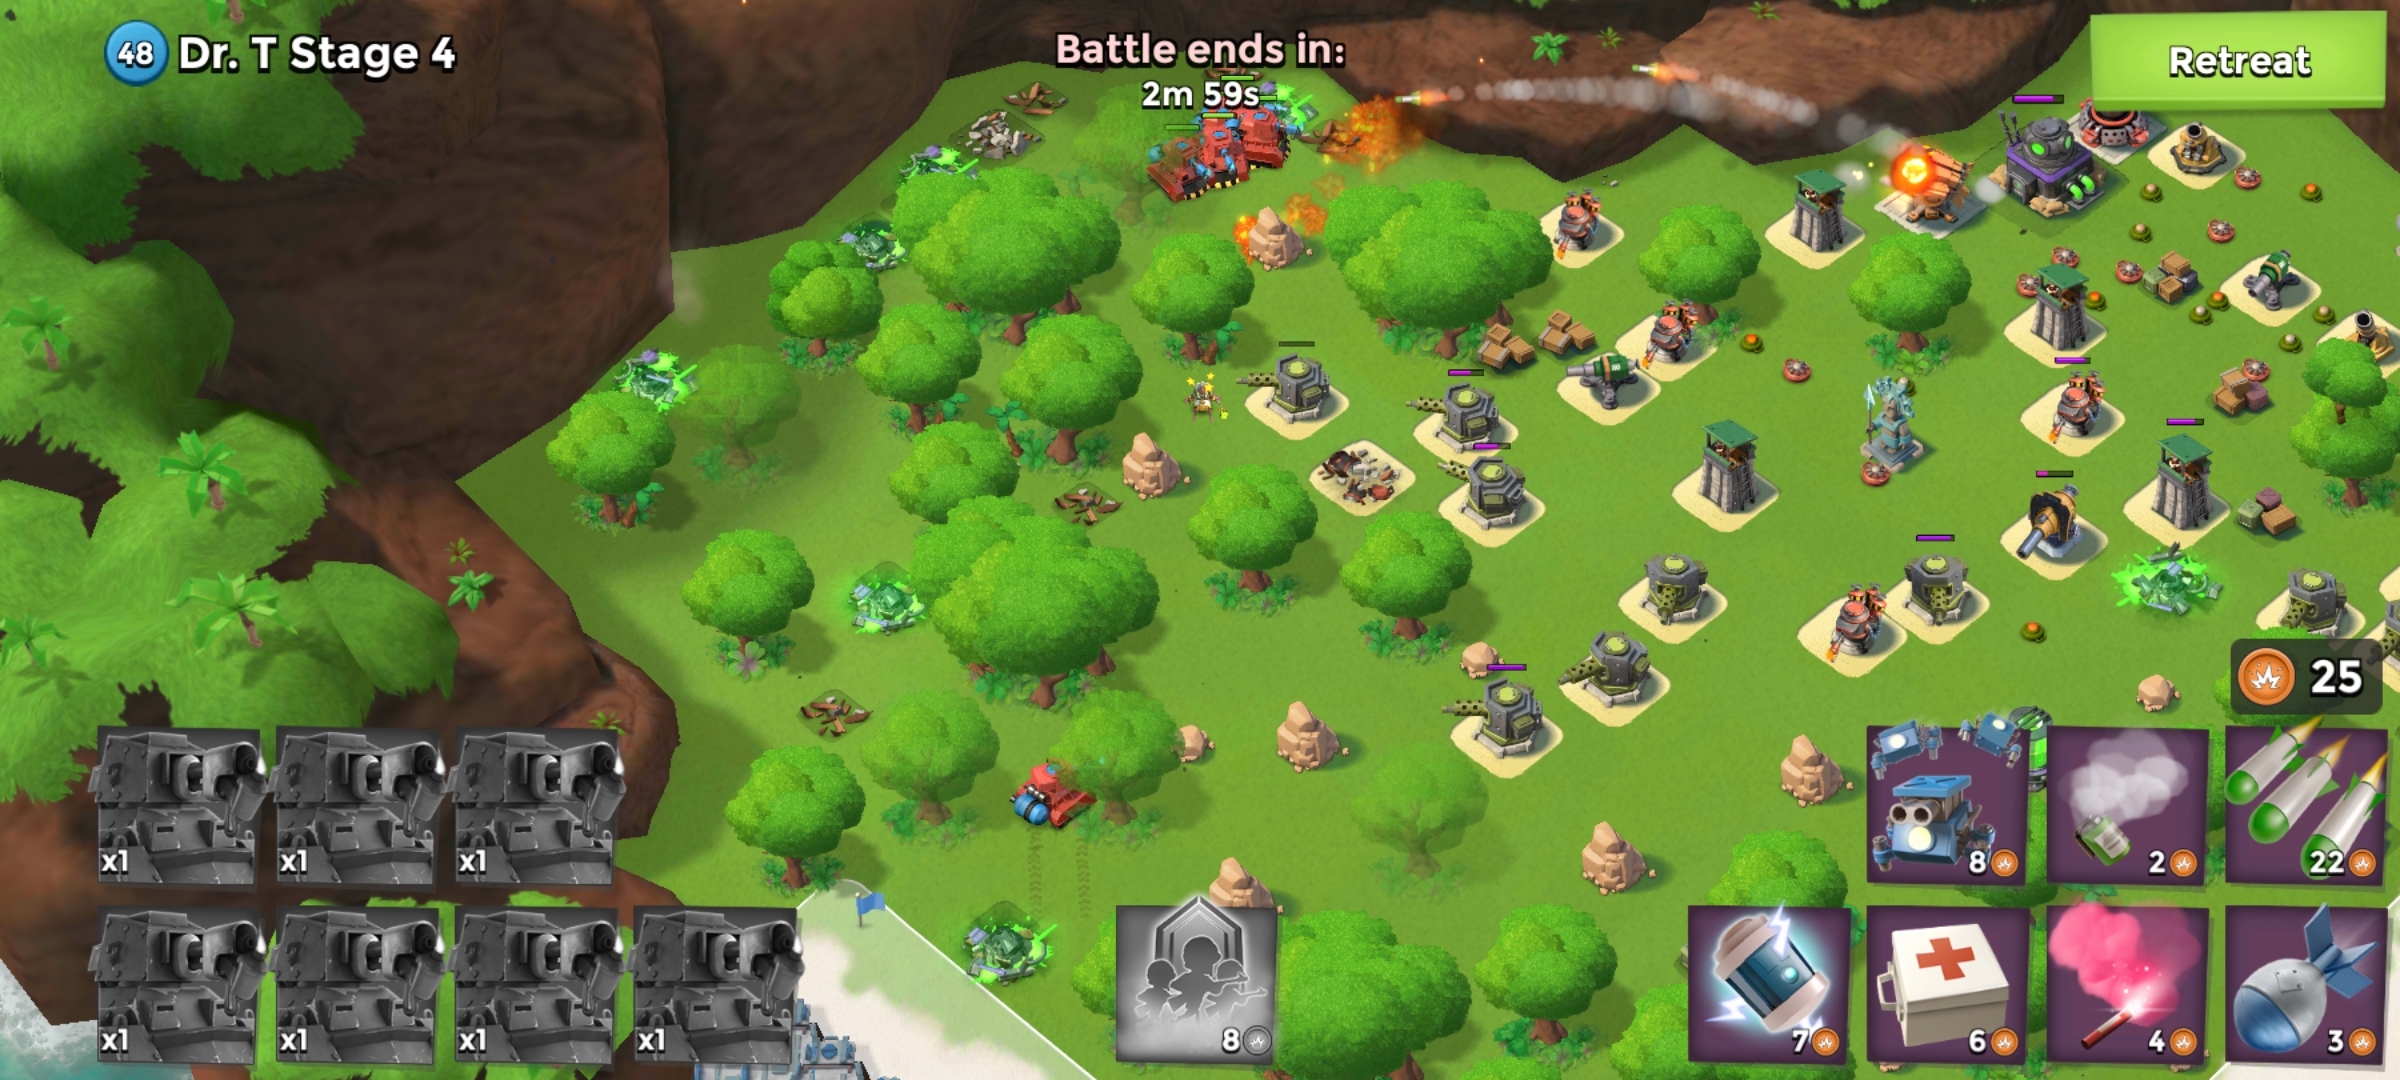 48 Dr. T Stage 4
Battle ends in:
2m 59s
Retreat
25
x1
x1
x1
8
2
22
x1
x1
x1
x1
8
7
6
4
3